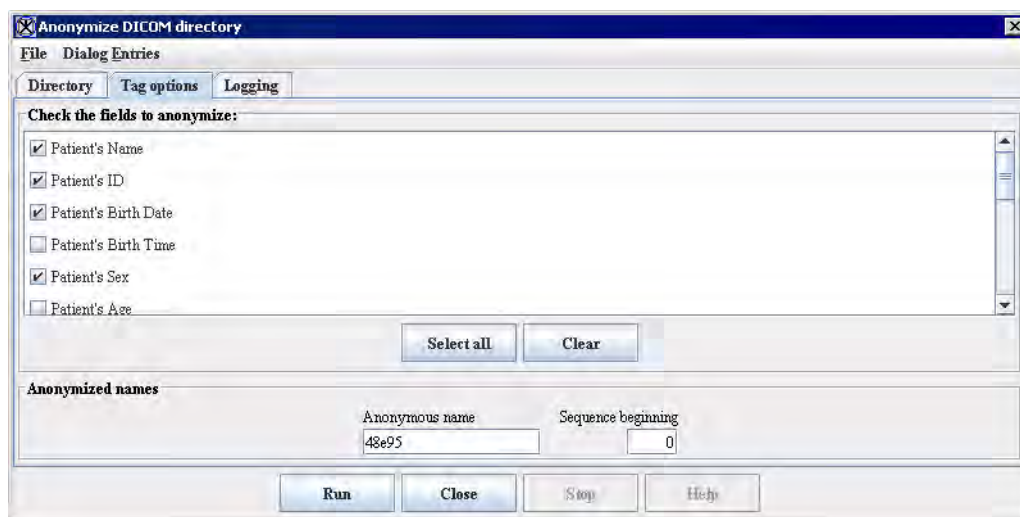 Anonymize DICOM directory
File Dialog Entries
Directory Tag options Logging
Check the fields to anonymize:
Patient's Name
Patient's ID
Patient's Birth Date
Patient's Birth Time
Patient's Sex
Patient's Age
Select all Clear
Anonymized names
Anonymous name Sequence beginning
48e95 0
Run Close Stop Help